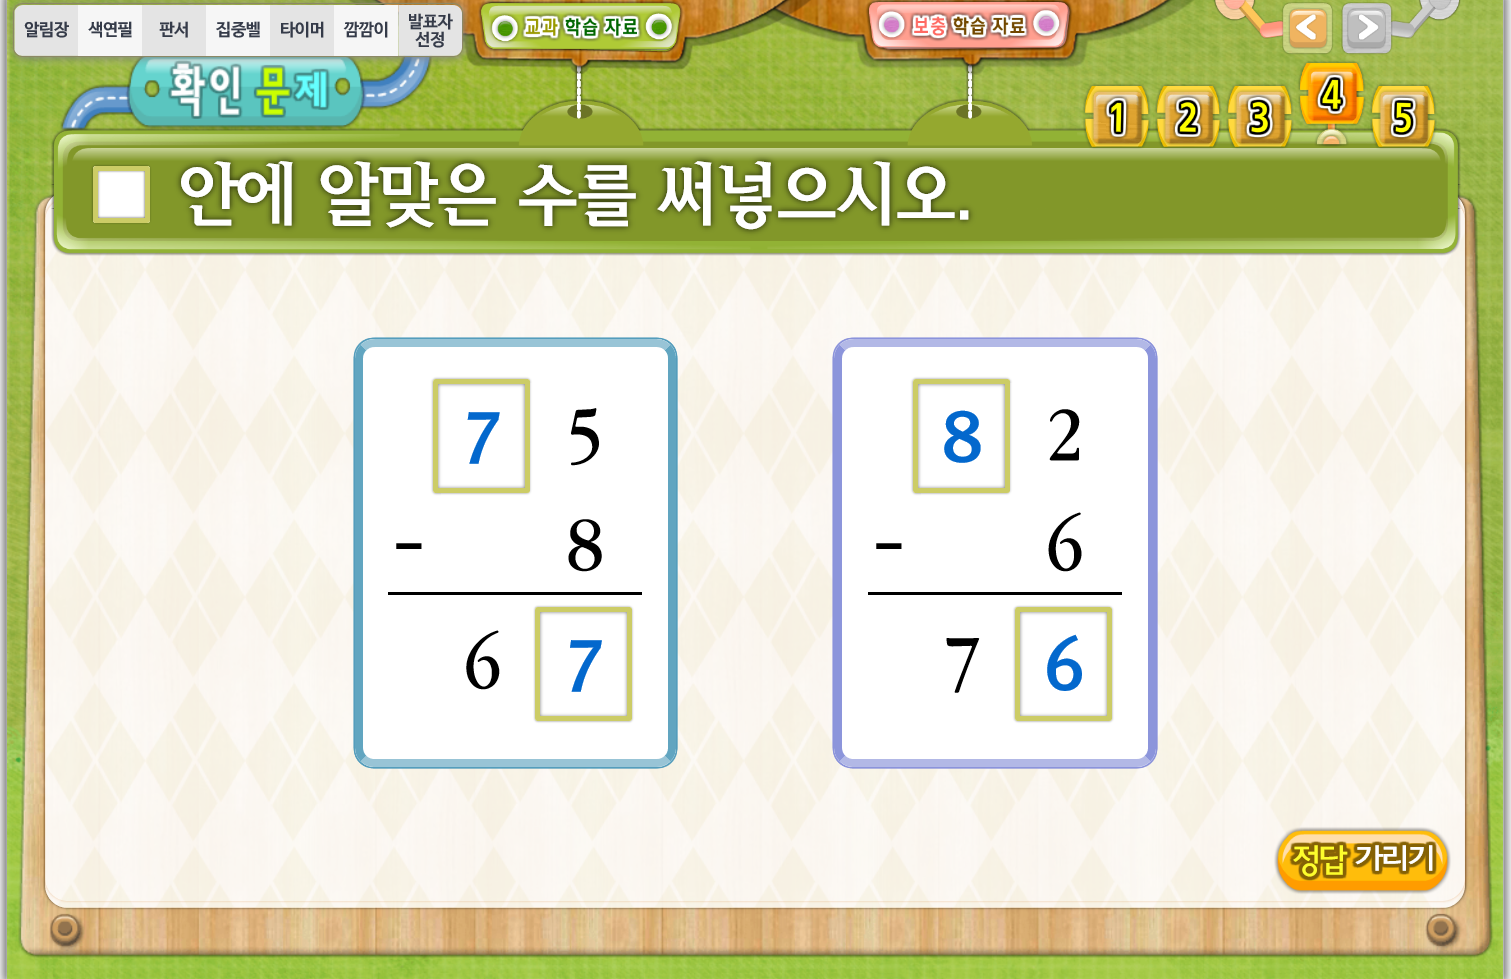 알림장 색연필 판서 집중벨 타이머 깜깜이 발표자 선정
교과 학습 자료
보충 학습 자료
확인 문제
1 2 3 4 5
안에 알맞은 수를 써넣으시오.
7 5
- 8
6 7
8 2
- 6
7 6
정답 가리기